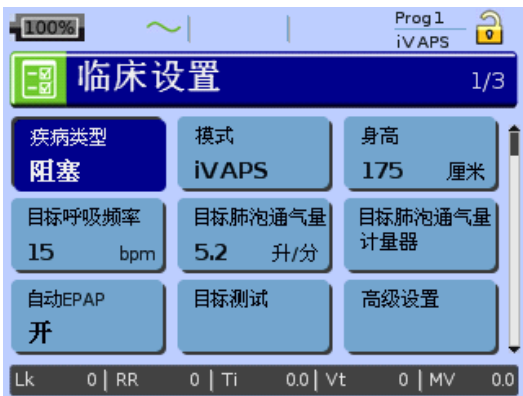 100%
Prog1
iVAPS
临床设置
1/3
疾病类型
阻塞
模式
iVAPS
身高
175 厘米
目标呼吸频率
15 bpm
目标肺泡通气量
5.2 升/分
目标肺泡通气量
计量器
自动EPAP
开
目标测试
高级设置
Lk 0 | RR 0 | Ti 0.0 | Vt 0 | MV 0.0